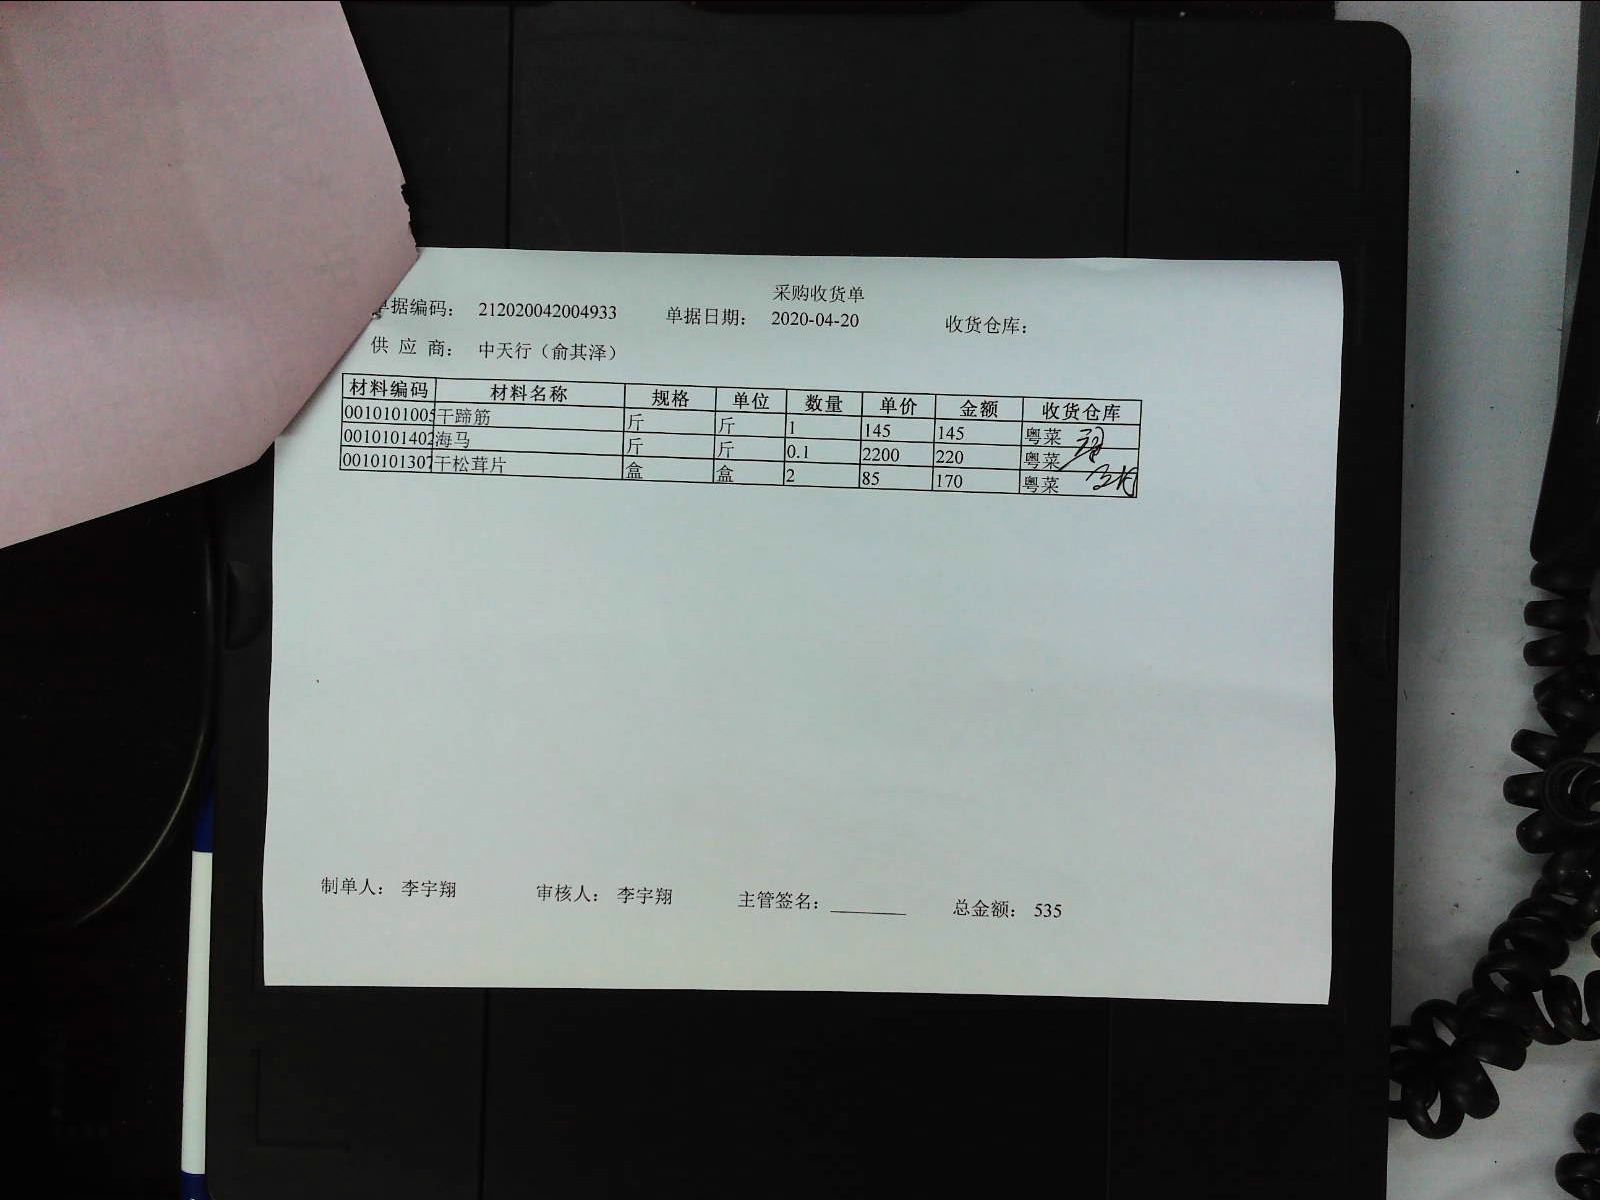 采购收货单
单据编码： 212020042004933 单据日期： 2020-04-20 收货仓库：
供 应 商： 中天行（俞其泽）
材料编码 材料名称 规格 单位 数量 单价 金额 收货仓库
0010101005 干蹄筋 斤 斤 1 145 145 粤菜
0010101402 海马 斤 斤 0.1 2200 220 粤菜
0010101307 干松茸片 盒 盒 2 85 170 粤菜
制单人： 李宇翔 审核人： 李宇翔 主管签名：________ 总金额： 535